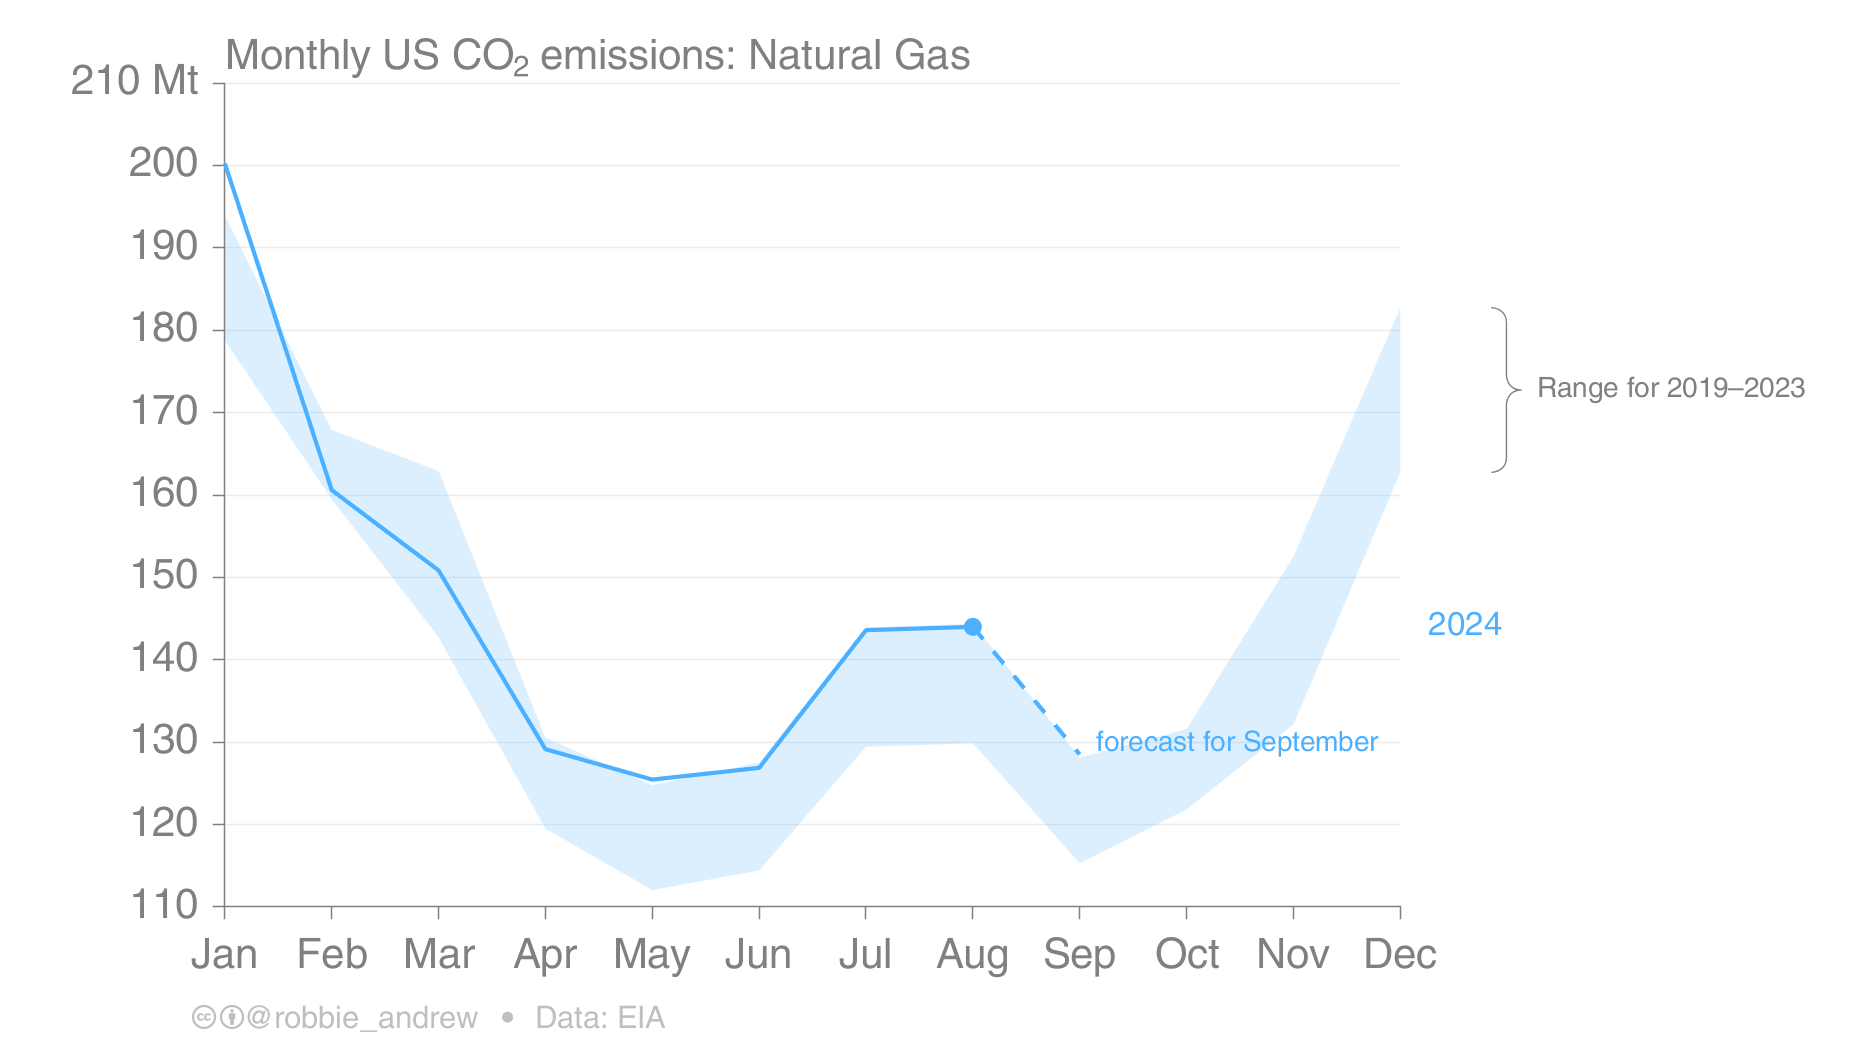 Monthly US CO₂ emissions: Natural Gas
210 Mt
200
190
180
170
160
150
140
130
120
110
Range for 2019–2023
2024
forecast for September
Jan Feb Mar Apr May Jun Jul Aug Sep Oct Nov Dec
@robbie_andrew • Data: EIA